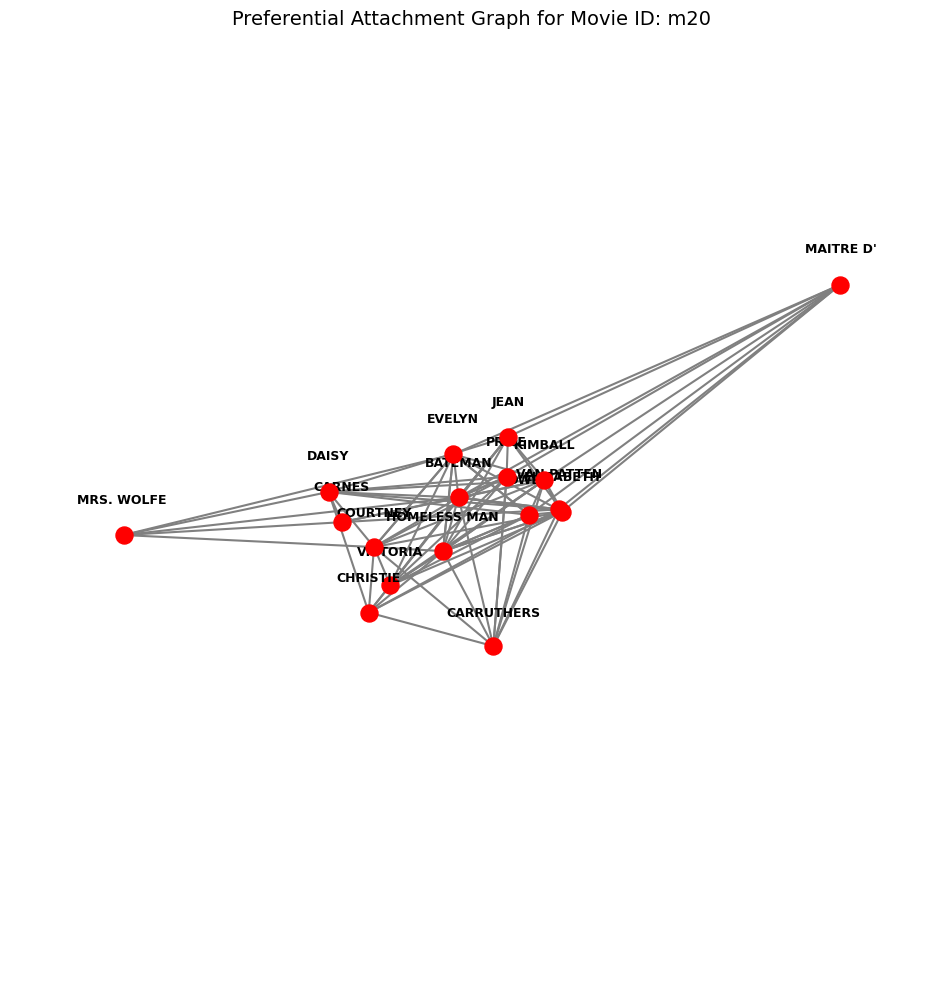 Preferential Attachment Graph for Movie ID: m20
MAITRE D'
JEAN
EVELYN
PRICE
KIMBALL
DAISY
BATEMAN
VAN PATTEN
CARNES
MRS. WOLFE
COURTNEY
HOMELESS MAN
VICTORIA
CHRISTIE
CARRUTHERS